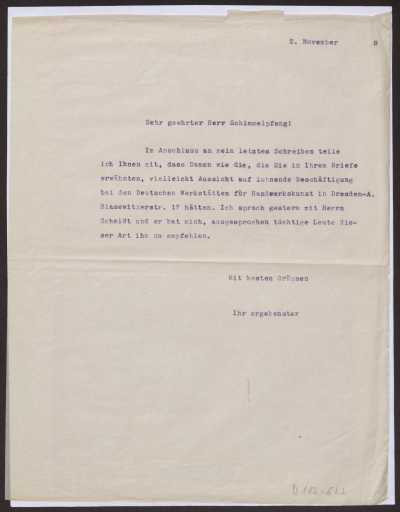 2. November 8
Sehr geehrter Herr Schimmelpfeng!
Im Anschluss an mein letztes Schreiben teile
ich Ihnen mit, dass Damen wie die, die Sie in Ihrem Briefe
erwähnten, vielleicht Aussicht auf lohnende Beschäftigung
bei den Deutschen Werkstätten für Handwerkskunst in Dresden-A.
Blasewitzerstr. 17 hätten. Ich sprach gestern mit Herrn
Schmidt und er bat mich, ausgesprochen tüchtige Leute die-
ser Art ihm zu empfehlen.
Mit besten Grüssen
Ihr ergebenster